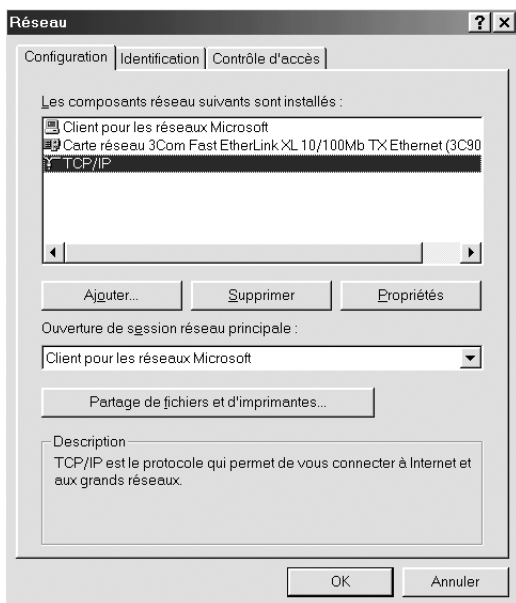 Réseau
Configuration Identification Contrôle d'accès
Les composants réseau suivants sont installés :
Client pour les réseaux Microsoft
Carte réseau 3Com Fast EtherLink XL 10/100Mb TX Ethernet (3C90
TCP/IP
Ajouter... Supprimer Propriétés
Ouverture de session réseau principale :
Client pour les réseaux Microsoft
Partage de fichiers et d'imprimantes...
Description
TCP/IP est le protocole qui permet de vous connecter à Internet et
aux grands réseaux.
OK Annuler